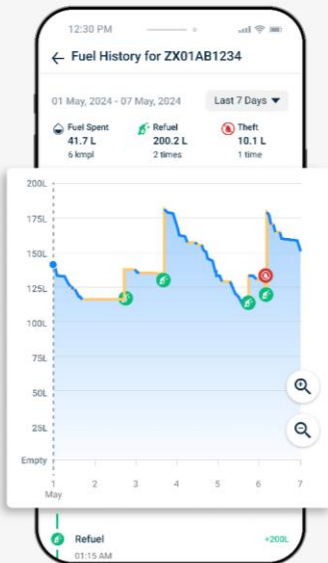 12:30 PM
Fuel History for ZX01AB1234
01 May, 2024 - 07 May, 2024
Last 7 Days
Fuel Spent
41.7 L
6 kmpl
Refuel
200.2 L
2 times
Theft
10.1 L
1 time
200L
175L
150L
125L
100L
75L
50L
25L
Empty
1 2 3 4 5 6 7
May
Refuel
+200L
01:15 AM